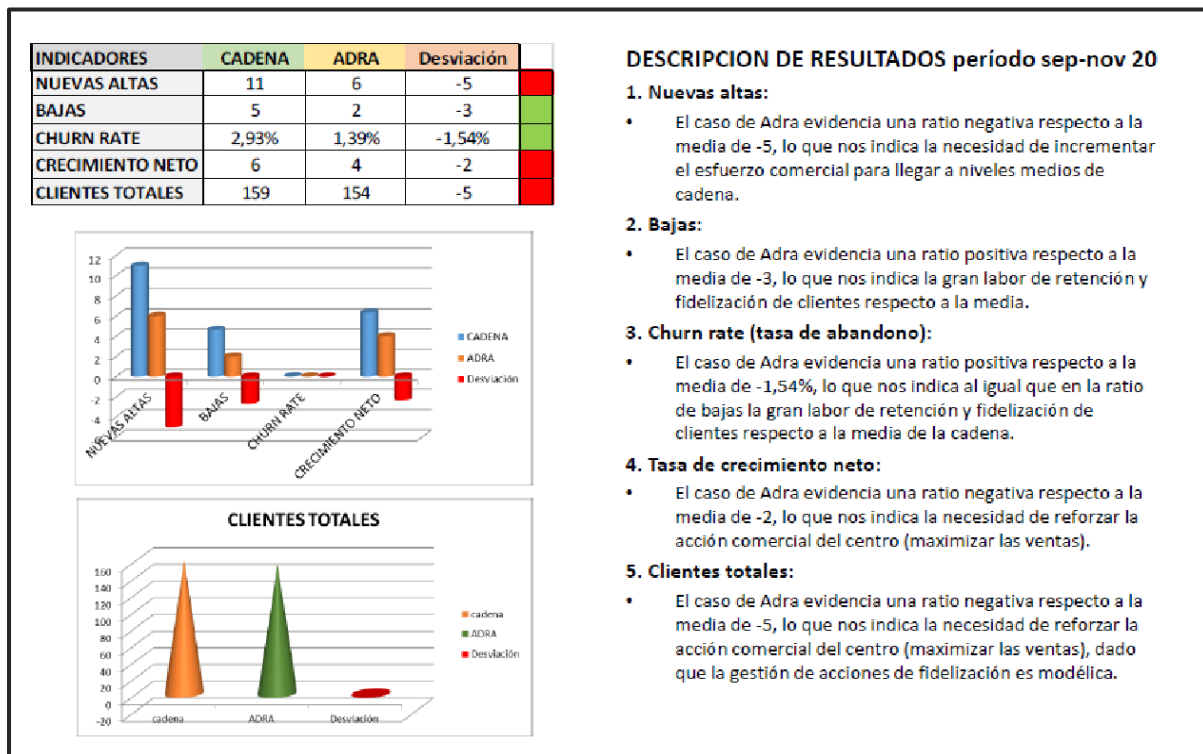 INDICADORES CADENA ADRA Desviación
NUEVAS ALTAS 11 6 -5
BAJAS 5 2 -3
CHURN RATE 2,93% 1,39% -1,54%
CRECIMIENTO NETO 6 4 -2
CLIENTES TOTALES 159 154 -5
12
10
8
6
4
2
0
-2
-4
-6
NUEVAS ALTAS
BAJAS
CHURN RATE
CRECIMIENTO NETO
CADENA
ADRA
Desviación
CLIENTES TOTALES
160
140
120
100
80
60
40
20
0
-20
cadena
ADRA
Desviación
cadena
ADRA
Desviación
DESCRIPCION DE RESULTADOS período sep-nov 20
1. Nuevas altas:
• El caso de Adra evidencia una ratio negativa respecto a la
media de -5, lo que nos indica la necesidad de incrementar
el esfuerzo comercial para llegar a niveles medios de
cadena.
2. Bajas:
• El caso de Adra evidencia una ratio positiva respecto a la
media de -3, lo que nos indica la gran labor de retención y
fidelización de clientes respecto a la media.
3. Churn rate (tasa de abandono):
• El caso de Adra evidencia una ratio positiva respecto a la
media de -1,54%, lo que nos indica al igual que en la ratio
de bajas la gran labor de retención y fidelización de
clientes respecto a la media de la cadena.
4. Tasa de crecimiento neto:
• El caso de Adra evidencia una ratio negativa respecto a la
media de -2, lo que nos indica la necesidad de reforzar la
acción comercial del centro (maximizar las ventas).
5. Clientes totales:
• El caso de Adra evidencia una ratio negativa respecto a la
media de -5, lo que nos indica la necesidad de reforzar la
acción comercial del centro (maximizar las ventas), dado
que la gestión de acciones de fidelización es modélica.